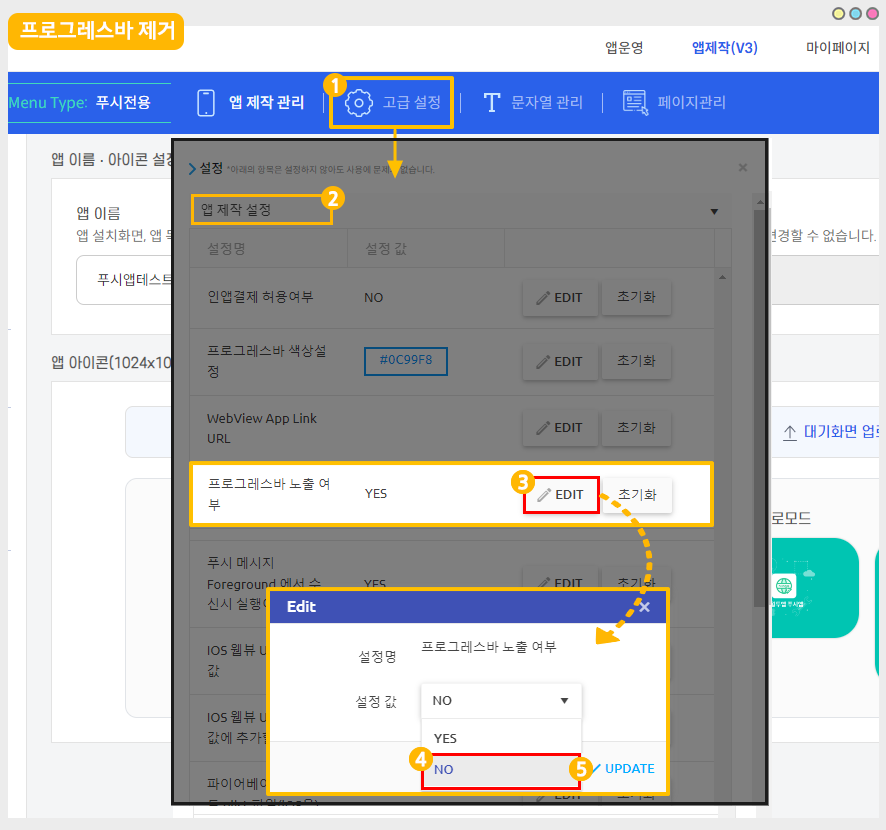 프로그레스바 제거
앱운영
앱제작(V3)
마이페이지
Menu Type: 푸시전용
앱 제작 관리
1
고급 설정
문자열 관리
페이지관리
앱 이름 · 아이콘 설정
설정 *아래의 항목은 설정하지 않아도 사용에 문제 없습니다.
앱 제작 설정
2
앱 이름
앱 설치화면, 앱
변경할 수 없습니다.
설정명
설정 값
푸시앱테스트
인앱결제 허용여부
NO
EDIT
초기화
앱 아이콘(1024x10
프로그레스바 색상설
정
#0C99F8
EDIT
초기화
WebView App Link
URL
EDIT
초기화
대기화면 업로
프로그레스바 노출 여
부
YES
3
EDIT
초기화
로모드
푸시 메시지
Foreground 에서 수
신시 실행
YES
EDIT
초기화
Edit
IOS 웹뷰 U
값
설정명
프로그레스바 노출 여부
설정 값
NO
IOS 웹뷰 U
값에 추가할
YES
4
NO
5
UPDATE
파이어베이
EDIT
초기화